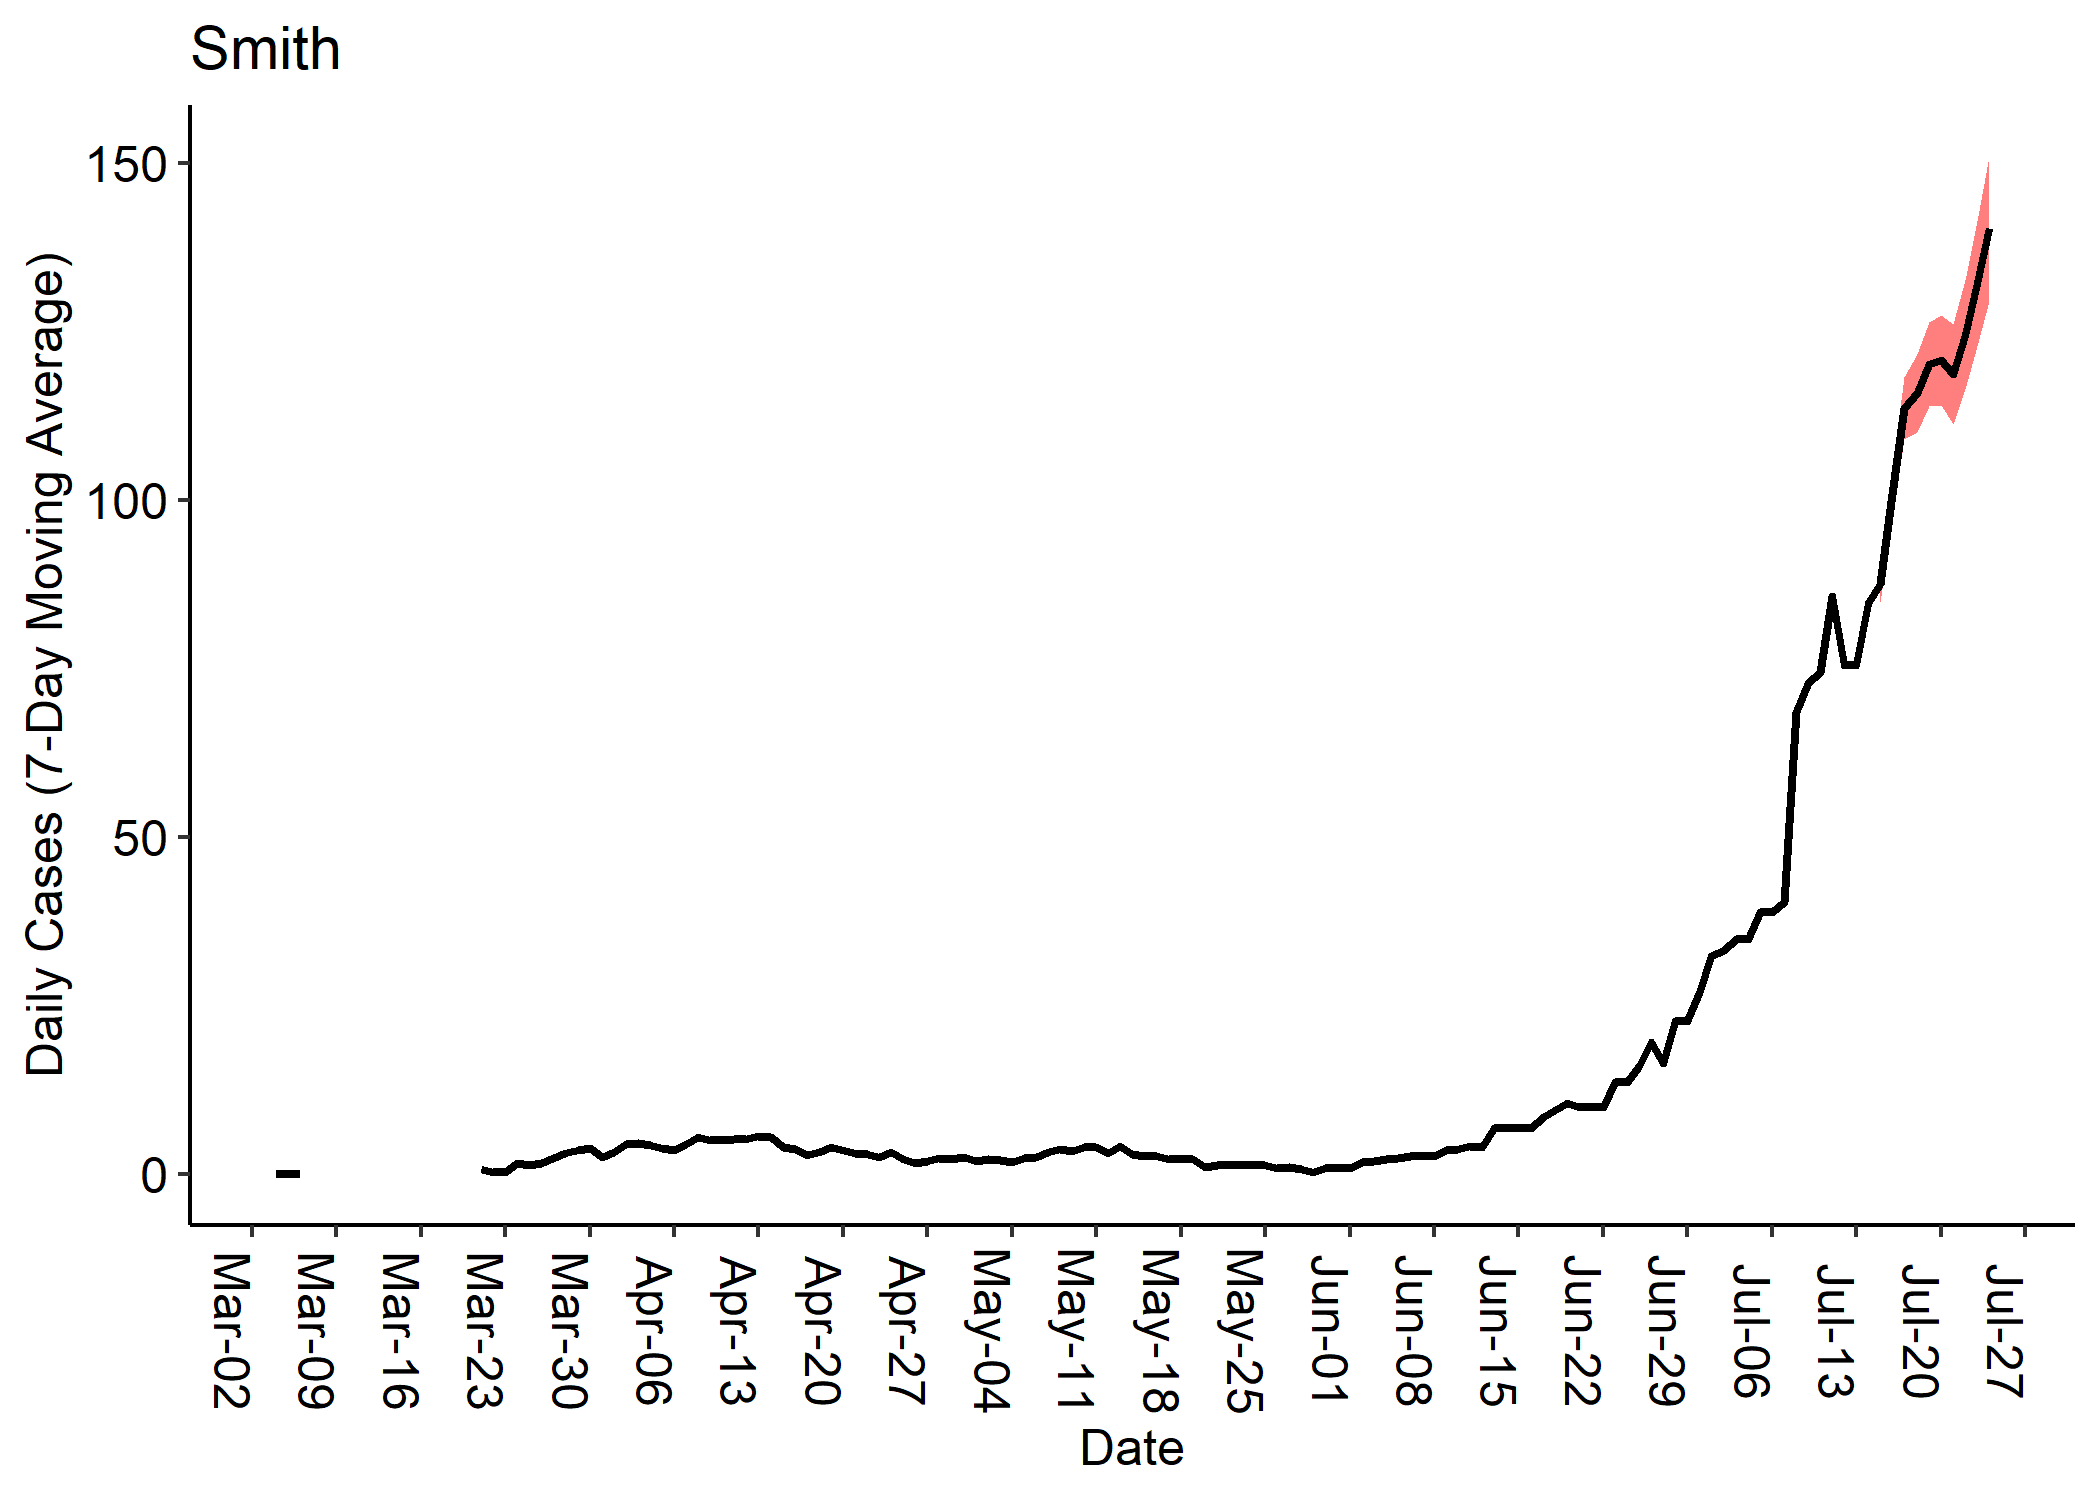 Smith
Daily Cases (7-Day Moving Average)
150
100
50
0
Mar-02
Mar-09
Mar-16
Mar-23
Mar-30
Apr-06
Apr-13
Apr-20
Apr-27
May-04
May-11
May-18
May-25
Jun-01
Jun-08
Jun-15
Jun-22
Jun-29
Jul-06
Jul-13
Jul-20
Jul-27
Date